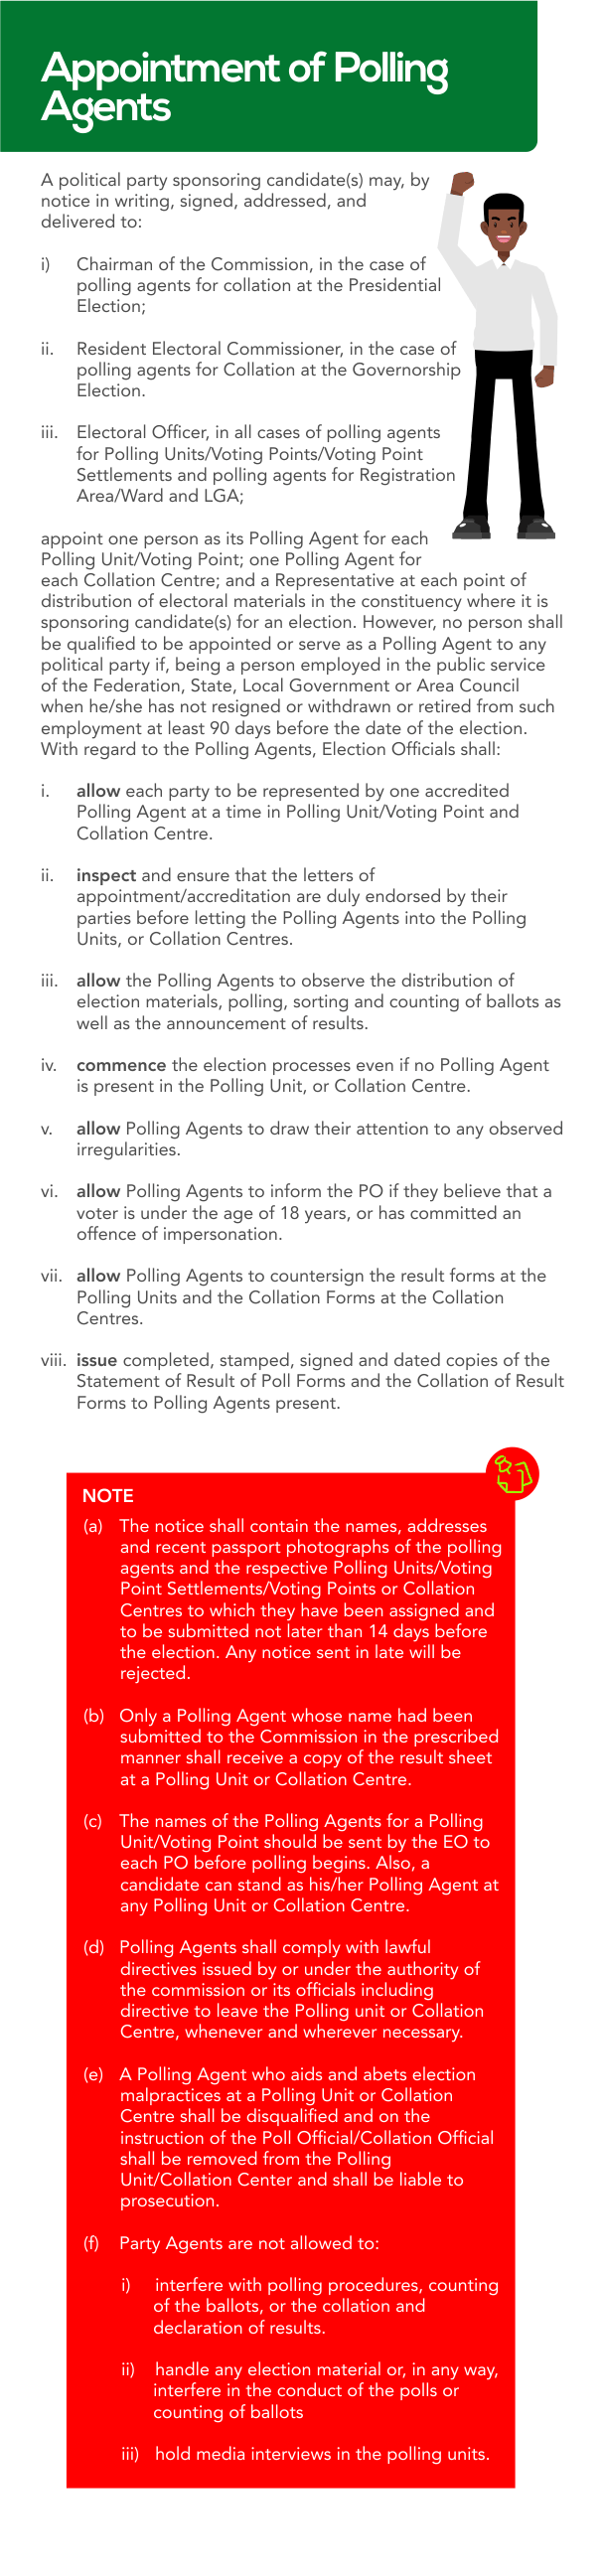 Appointment of Polling
Agents
A political party sponsoring candidate(s) may, by
notice in writing, signed, addressed, and
delivered to:
i) Chairman of the Commission, in the case of
polling agents for collation at the Presidential
Election;
ii. Resident Electoral Commissioner, in the case of
polling agents for Collation at the Governorship
Election.
iii. Electoral Officer, in all cases of polling agents
for Polling Units/Voting Points/Voting Point
Settlements and polling agents for Registration
Area/Ward and LGA;
appoint one person as its Polling Agent for each
Polling Unit/Voting Point; one Polling Agent for
each Collation Centre; and a Representative at each point of
distribution of electoral materials in the constituency where it is
sponsoring candidate(s) for an election. However, no person shall
be qualified to be appointed or serve as a Polling Agent to any
political party if, being a person employed in the public service
of the Federation, State, Local Government or Area Council
when he/she has not resigned or withdrawn or retired from such
employment at least 90 days before the date of the election.
With regard to the Polling Agents, Election Officials shall:
i. allow each party to be represented by one accredited
Polling Agent at a time in Polling Unit/Voting Point and
Collation Centre.
ii. inspect and ensure that the letters of
appointment/accreditation are duly endorsed by their
parties before letting the Polling Agents into the Polling
Units, or Collation Centres.
iii. allow the Polling Agents to observe the distribution of
election materials, polling, sorting and counting of ballots as
well as the announcement of results.
iv. commence the election processes even if no Polling Agent
is present in the Polling Unit, or Collation Centre.
v. allow Polling Agents to draw their attention to any observed
irregularities.
vi. allow Polling Agents to inform the PO if they believe that a
voter is under the age of 18 years, or has committed an
offence of impersonation.
vii. allow Polling Agents to countersign the result forms at the
Polling Units and the Collation Forms at the Collation
Centres.
viii. issue completed, stamped, signed and dated copies of the
Statement of Result of Poll Forms and the Collation of Result
Forms to Polling Agents present.
NOTE
(a) The notice shall contain the names, addresses
and recent passport photographs of the polling
agents and the respective Polling Units/Voting
Point Settlements/Voting Points or Collation
Centres to which they have been assigned and
to be submitted not later than 14 days before
the election. Any notice sent in late will be
rejected.
(b) Only a Polling Agent whose name had been
submitted to the Commission in the prescribed
manner shall receive a copy of the result sheet
at a Polling Unit or Collation Centre.
(c) The names of the Polling Agents for a Polling
Unit/Voting Point should be sent by the EO to
each PO before polling begins. Also, a
candidate can stand as his/her Polling Agent at
any Polling Unit or Collation Centre.
(d) Polling Agents shall comply with lawful
directives issued by or under the authority of
the commission or its officials including
directive to leave the Polling unit or Collation
Centre, whenever and wherever necessary.
(e) A Polling Agent who aids and abets election
malpractices at a Polling Unit or Collation
Centre shall be disqualified and on the
instruction of the Poll Official/Collation Official
shall be removed from the Polling
Unit/Collation Center and shall be liable to
prosecution.
(f) Party Agents are not allowed to:
i) interfere with polling procedures, counting
of the ballots, or the collation and
declaration of results.
ii) handle any election material or, in any way,
interfere in the conduct of the polls or
counting of ballots
iii) hold media interviews in the polling units.